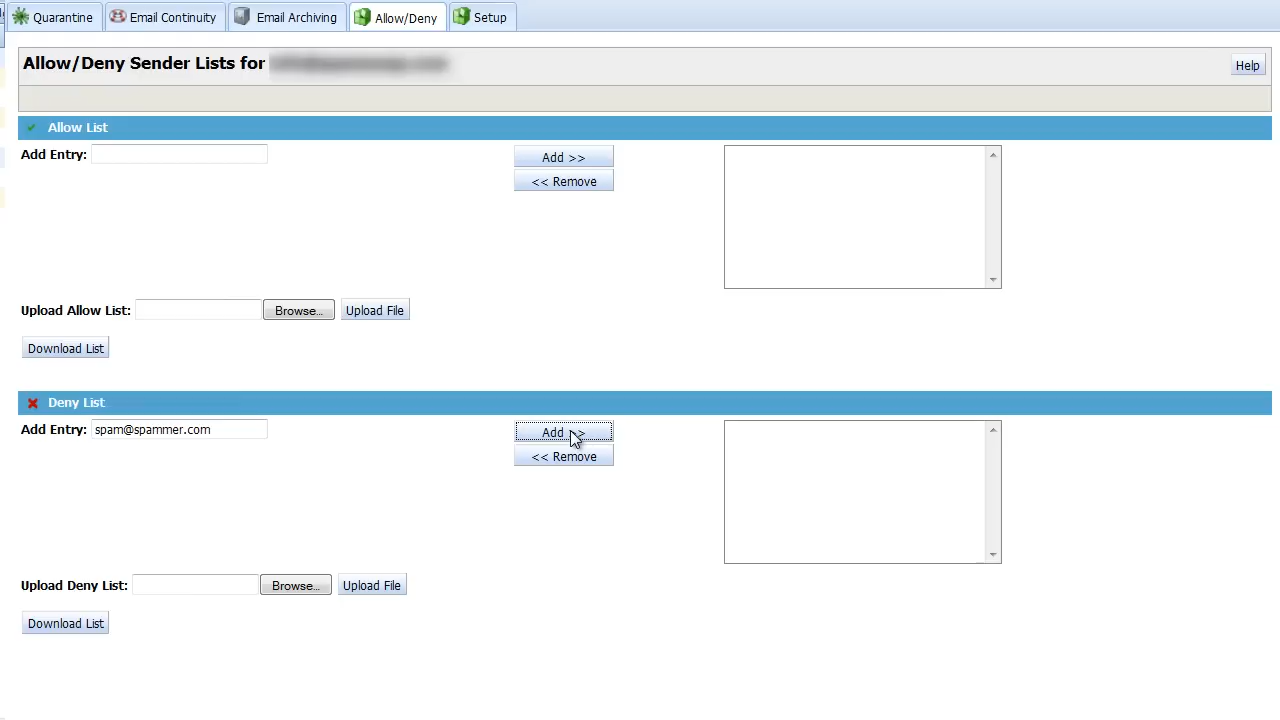 Quarantine Email Continuity Email Archiving Allow/Deny Setup
Allow/Deny Sender Lists for
Help
Allow List
Add Entry:
Add >>
<< Remove
Upload Allow List: Browse... Upload File
Download List
Deny List
Add Entry: spam@spammer.com
Add >>
<< Remove
Upload Deny List: Browse... Upload File
Download List